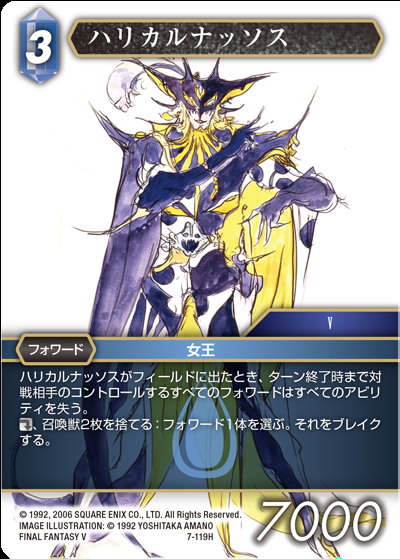 3
ハリカルナッソス
V
フォワード
女王
ハリカルナッソスがフィールドに出たとき、ターン終了時まで対
戦相手のコントロールするすべてのフォワードはすべてのアビリ
ティを失う。
、召喚獣2枚を捨てる：フォワード1体を選ぶ。それをブレイク
する。
© 1992, 2006 SQUARE ENIX CO., LTD. All Rights Reserved.
IMAGE ILLUSTRATION: © 1992 YOSHITAKA AMANO
FINAL FANTASY V
7-119H
7000